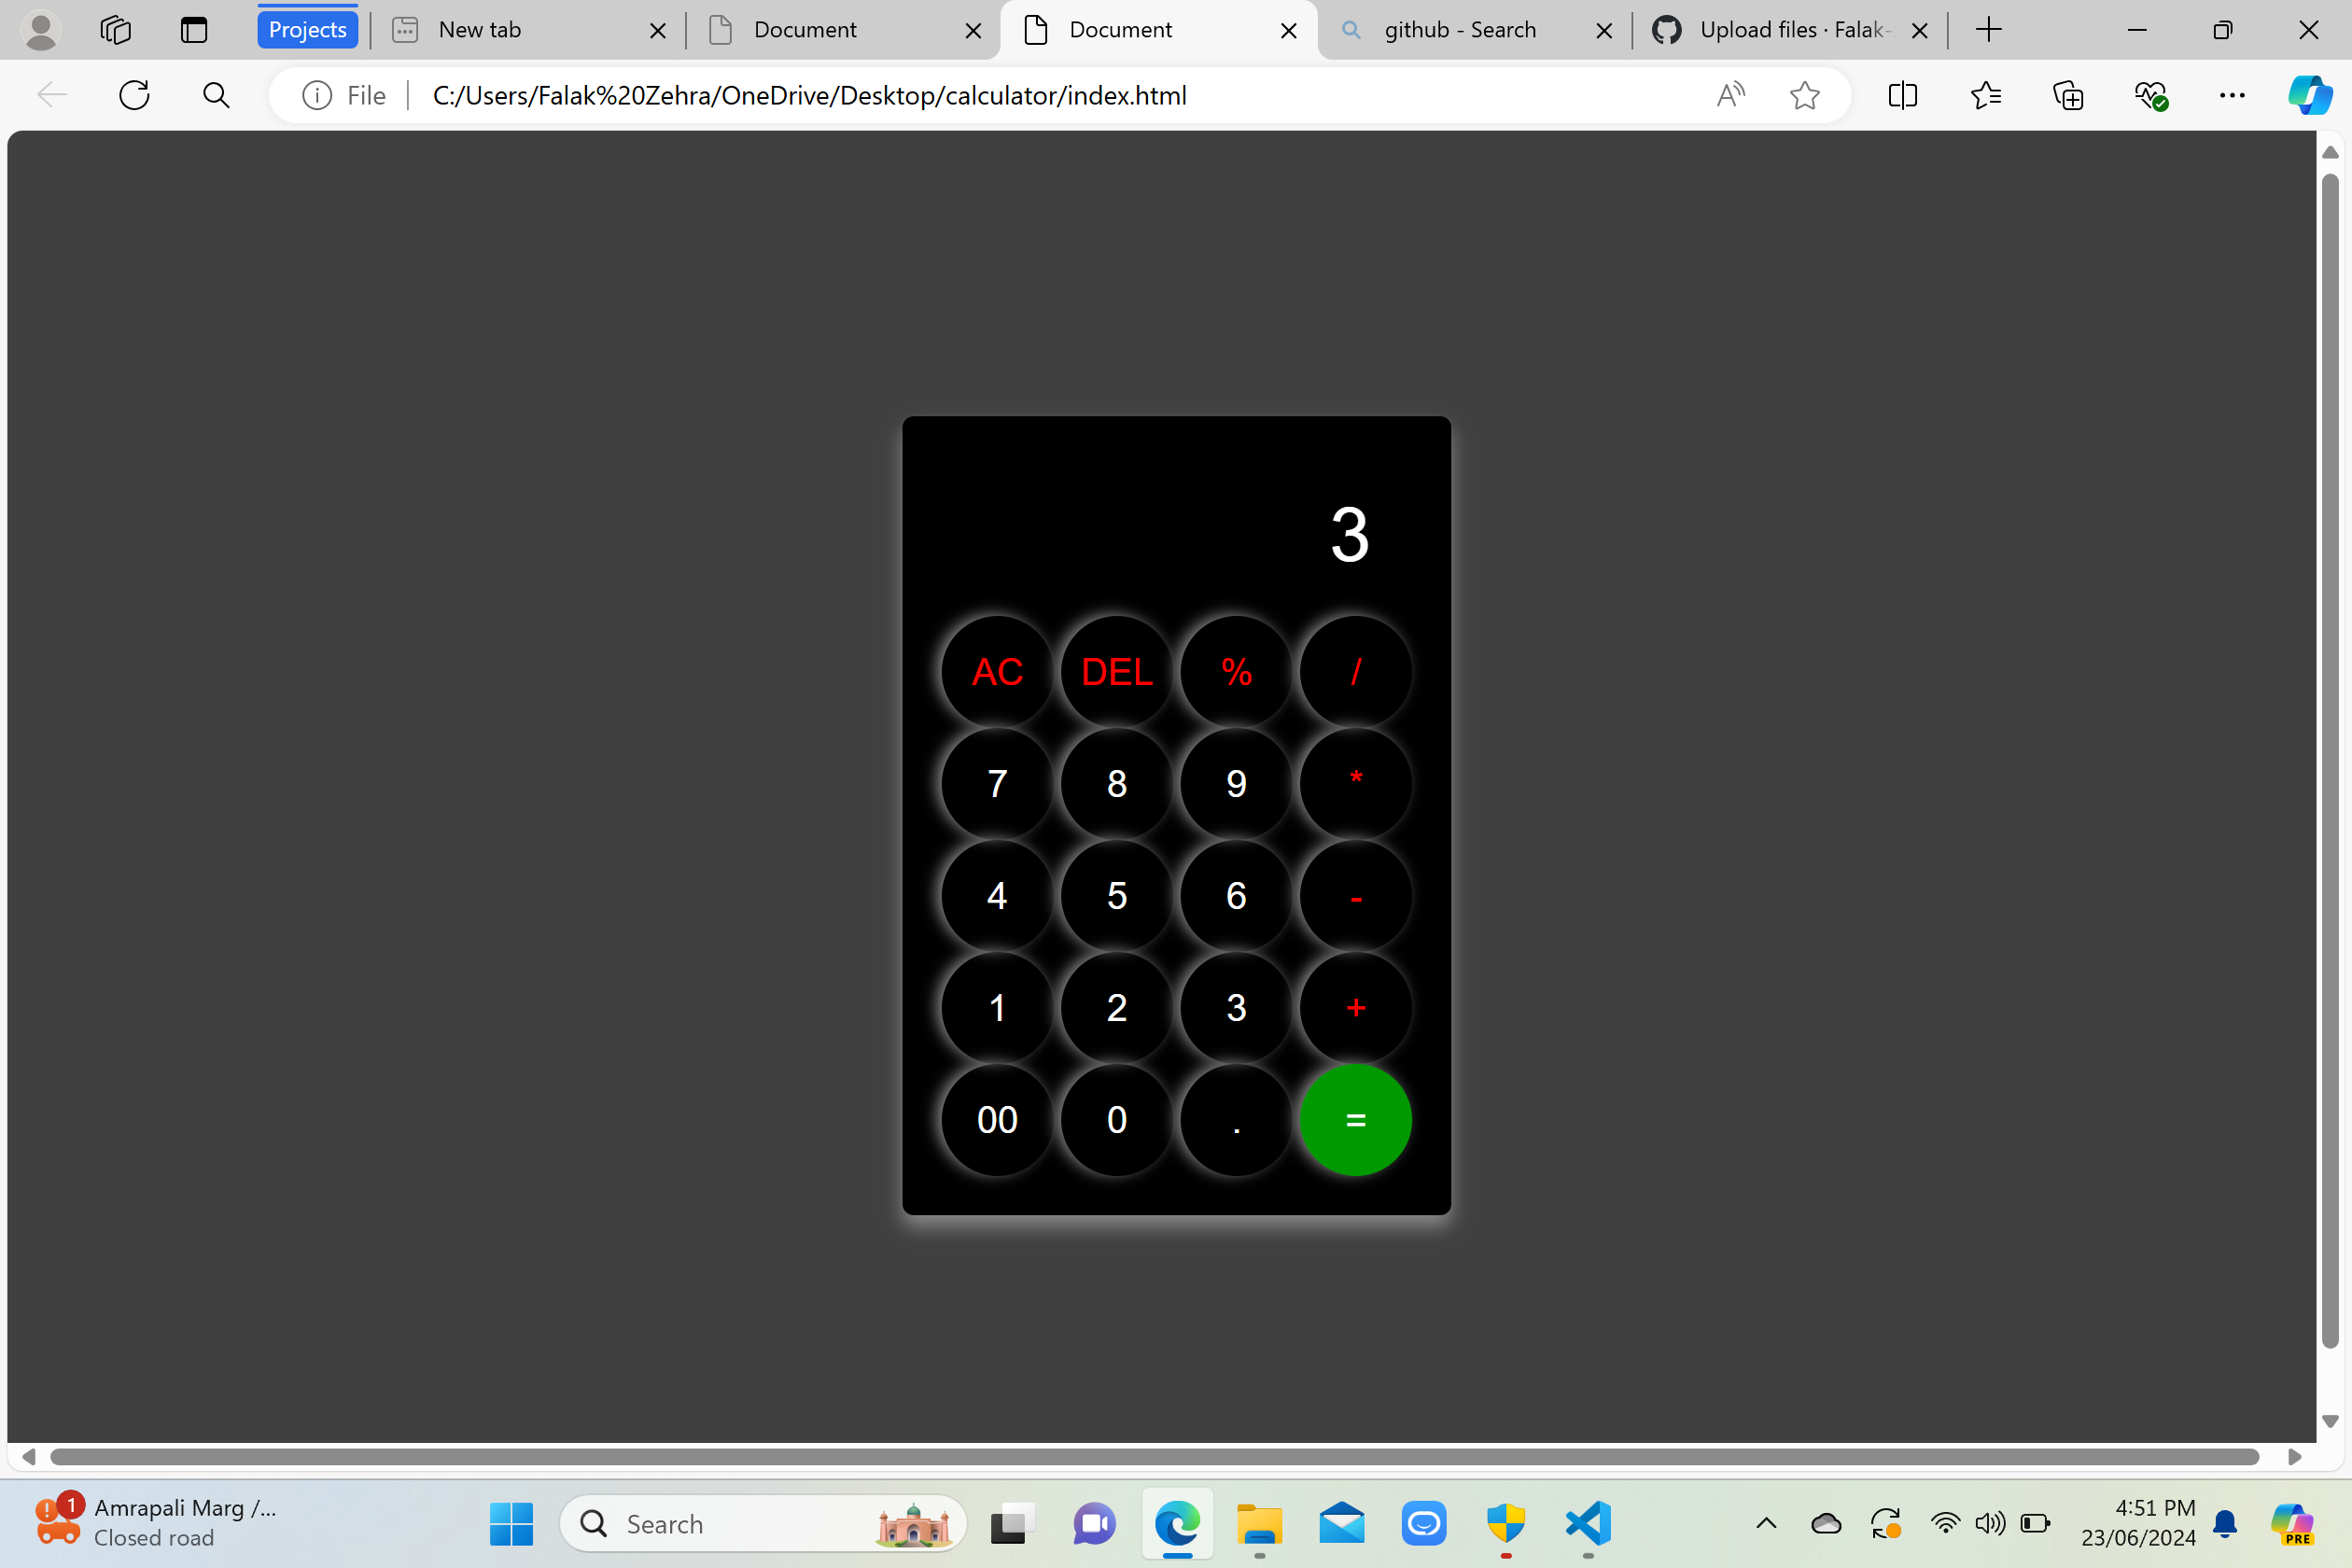 Projects
New tab
Document
Document
github - Search
Upload files · Falak-
File
C:/Users/Falak%20Zehra/OneDrive/Desktop/calculator/index.html
3
AC DEL % /
7 8 9 *
4 5 6 -
1 2 3 +
00 0 . =
1
Amrapali Marg /...
Closed road
Search
4:51 PM
23/06/2024
PRE